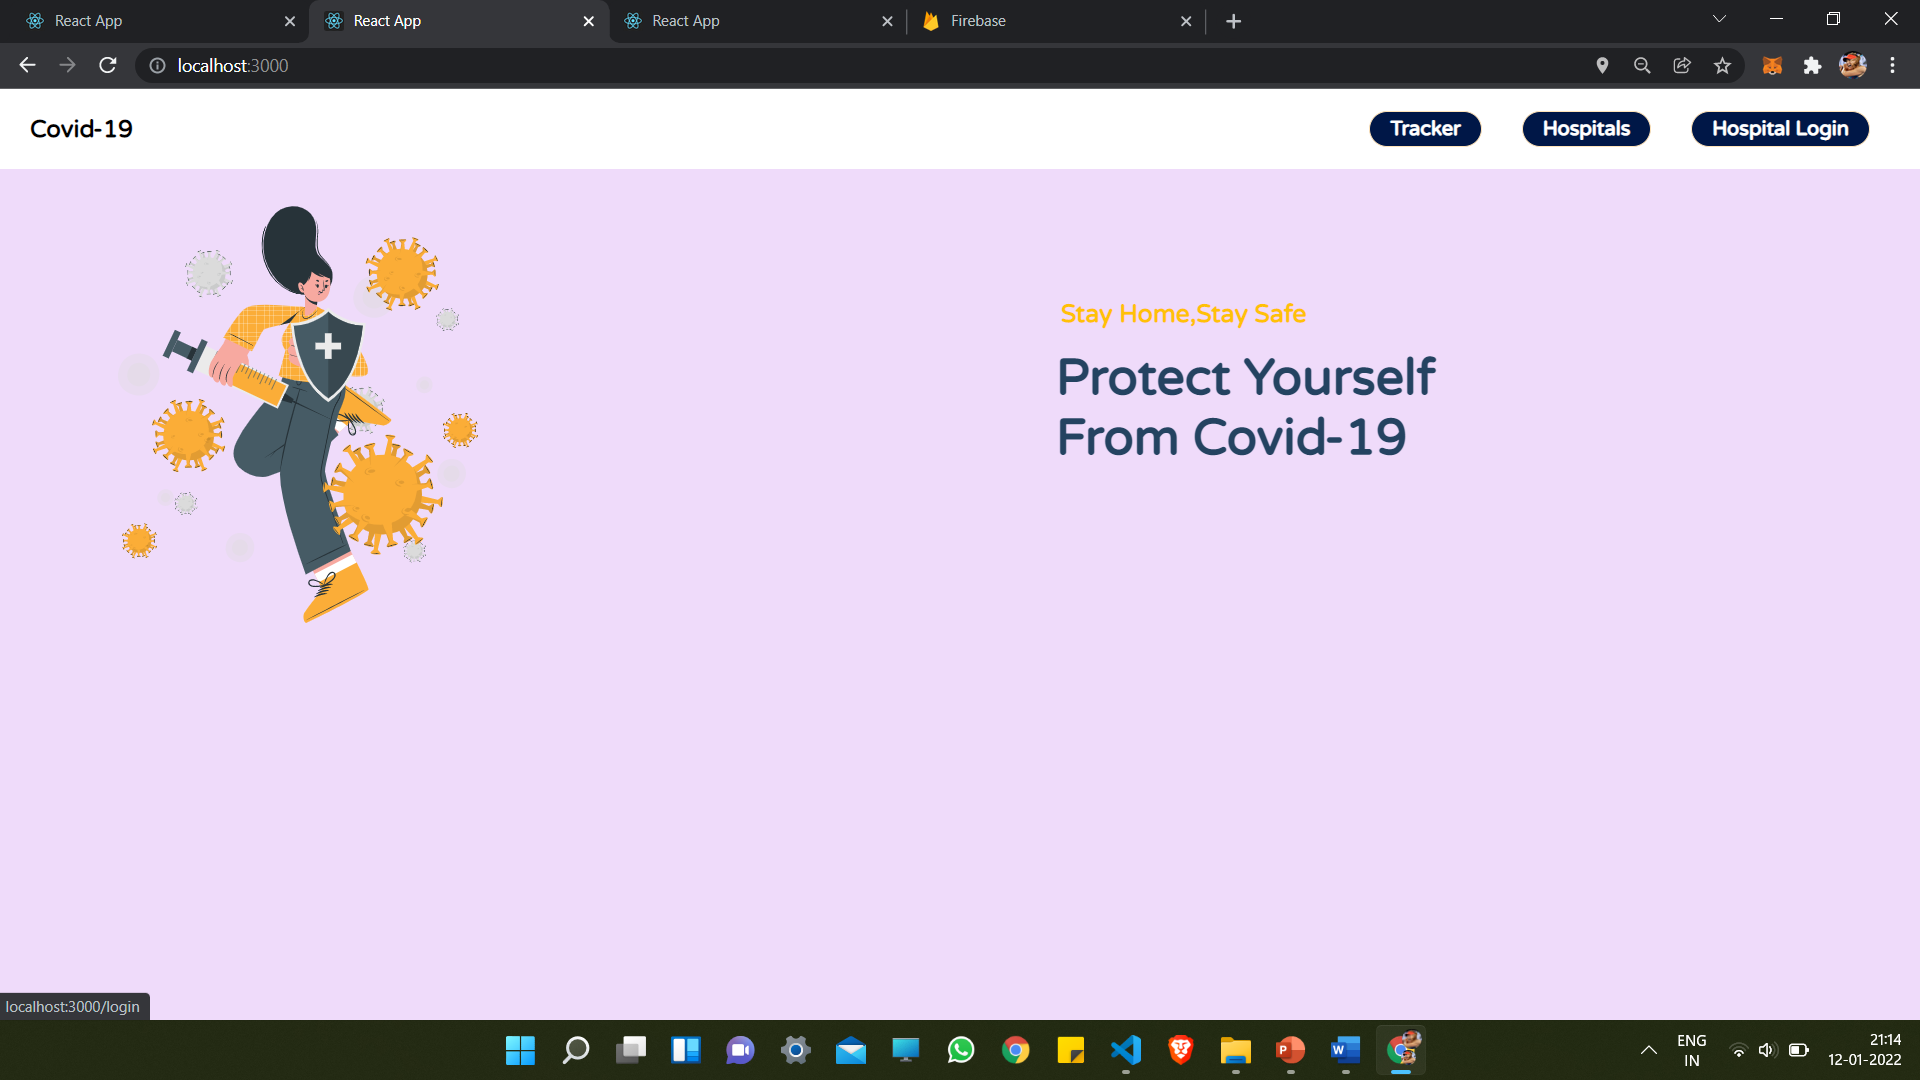 React App
React App
React App
Firebase
localhost:3000
Covid-19
Tracker
Hospitals
Hospital Login
Stay Home,Stay Safe
Protect Yourself
From Covid-19
localhost:3000/login
ENG
IN
21:14
12-01-2022